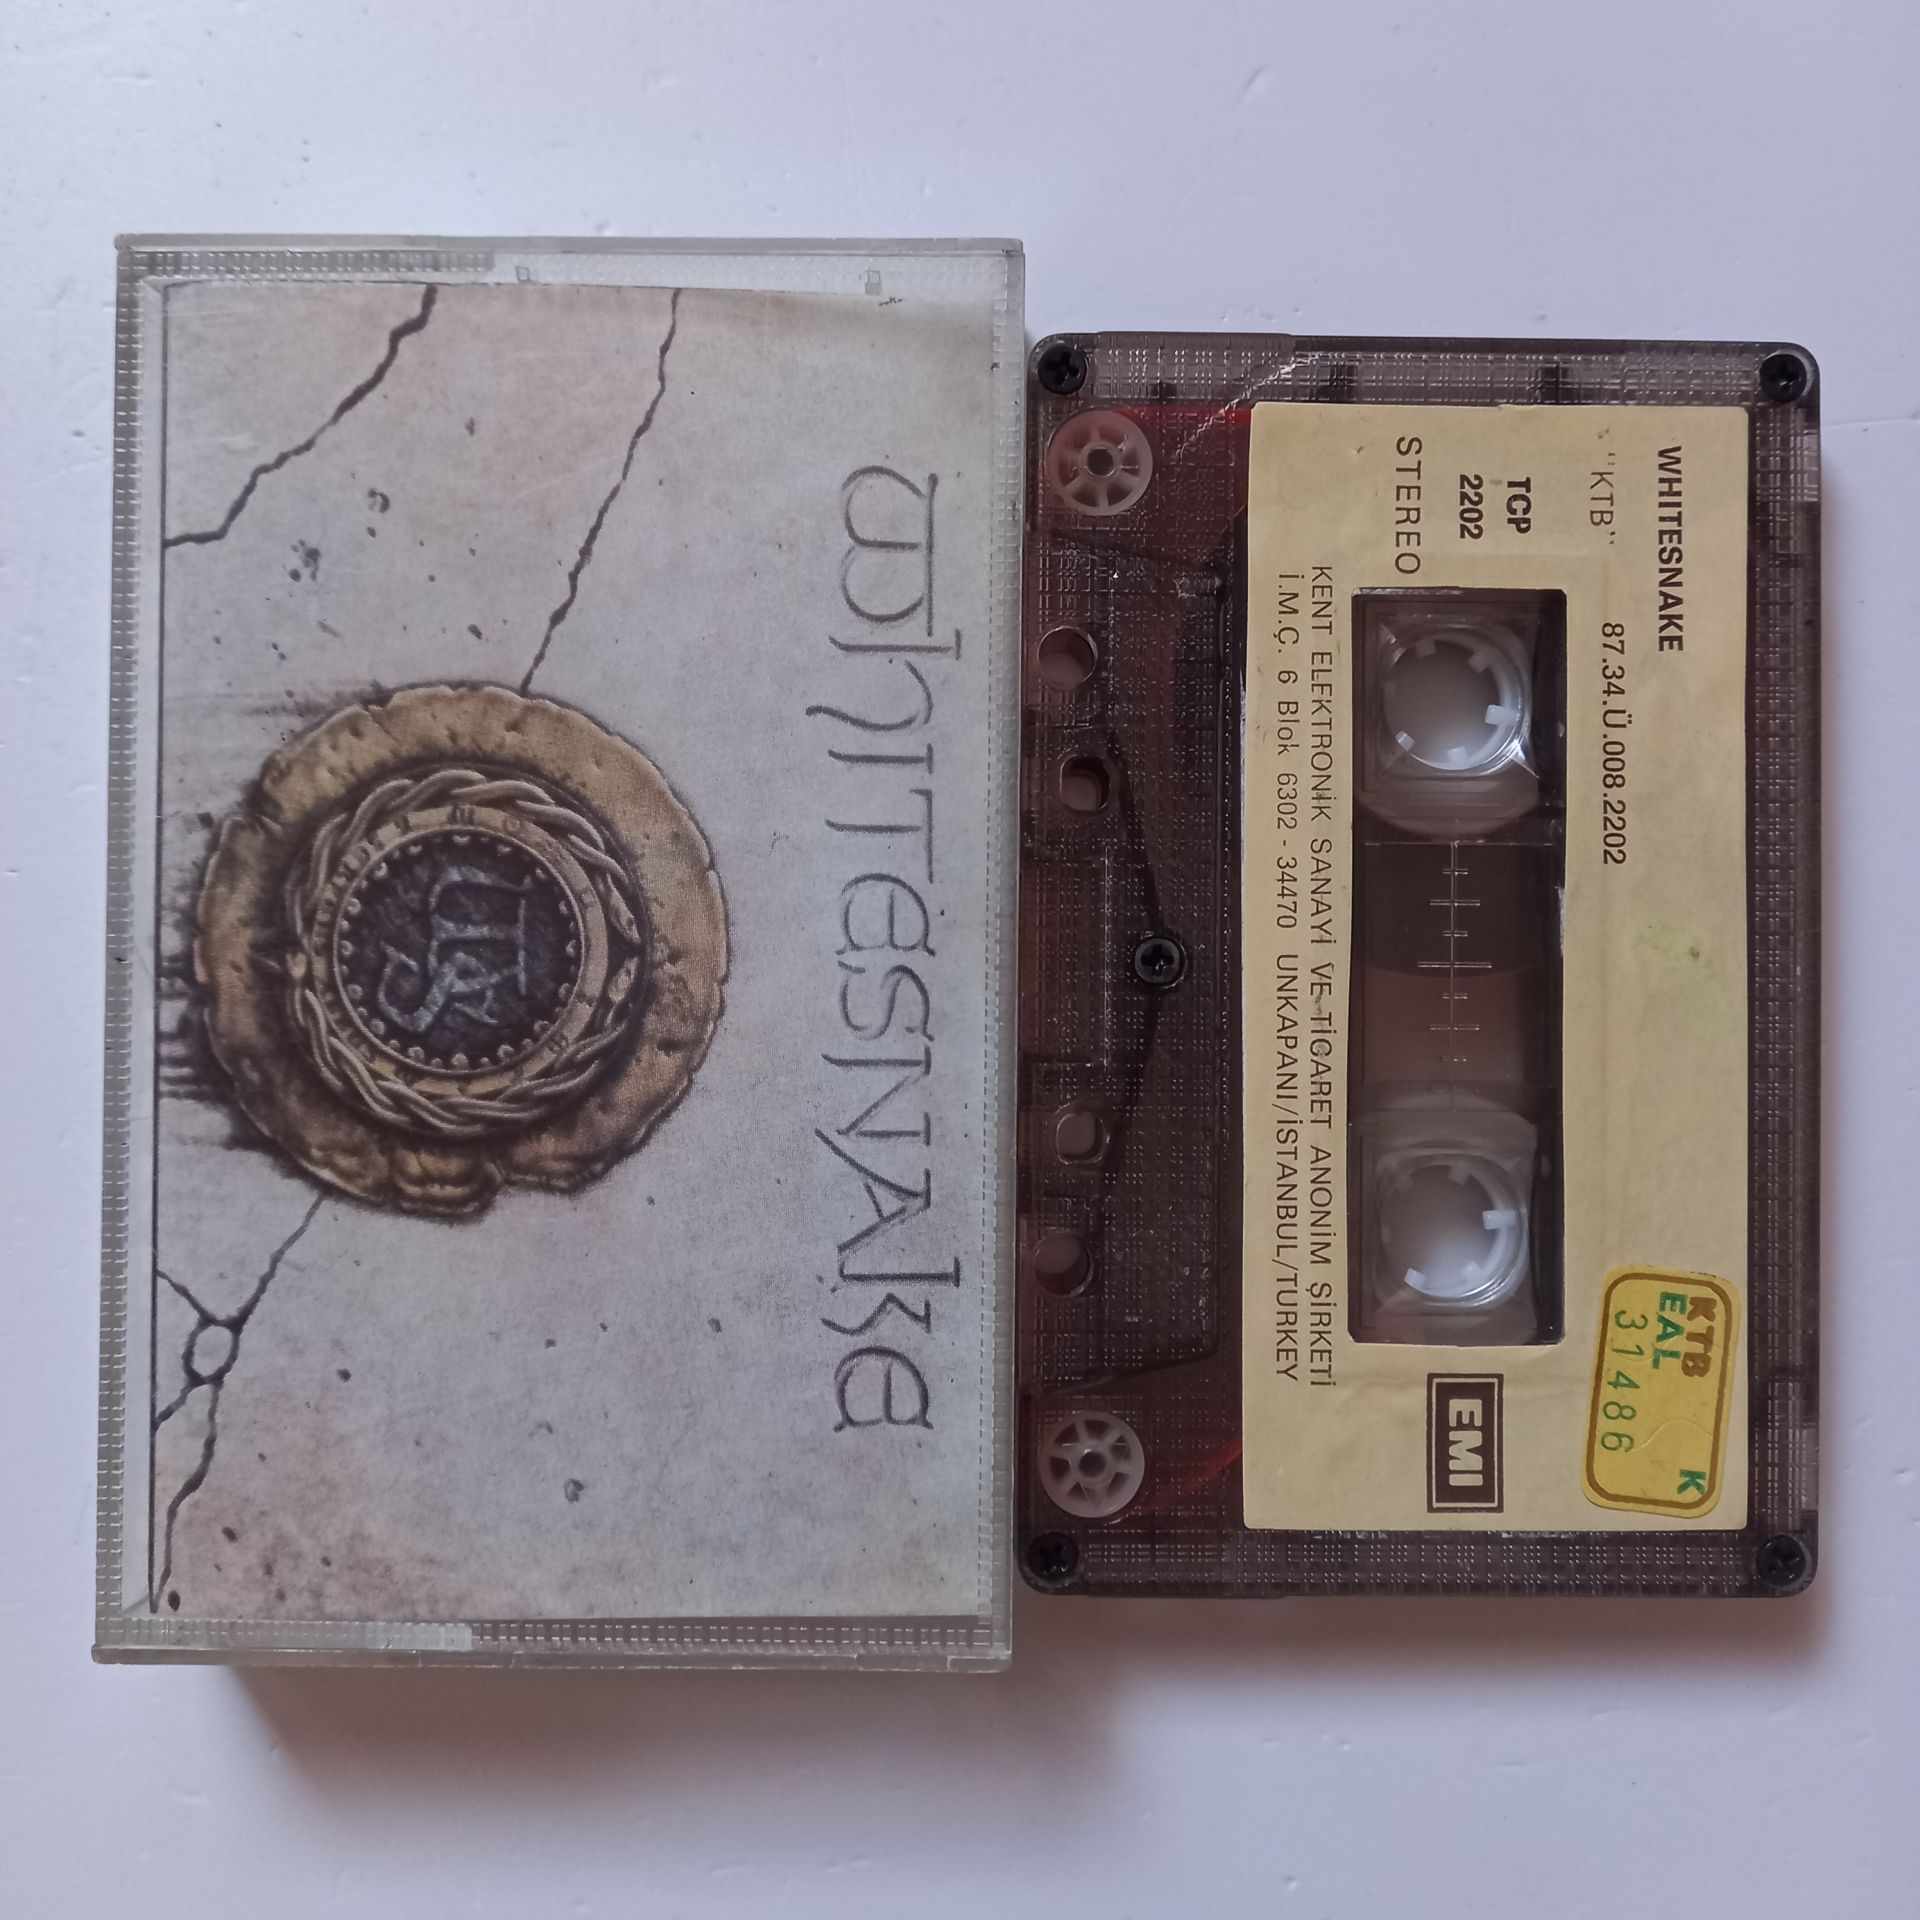 WHITESNAKE
WHITESNAKE
"KTB" 87.34.Ü.008.2202
TCP
2202
STEREO
EMI
KENT ELEKTRONİK SANAYİ VE TİCARET ANONİM ŞİRKETİ
İ.M.Ç. 6 Blok 6302 - 34470 UNKAPANI/İSTANBUL/TURKEY
KTB K
EAL
31486